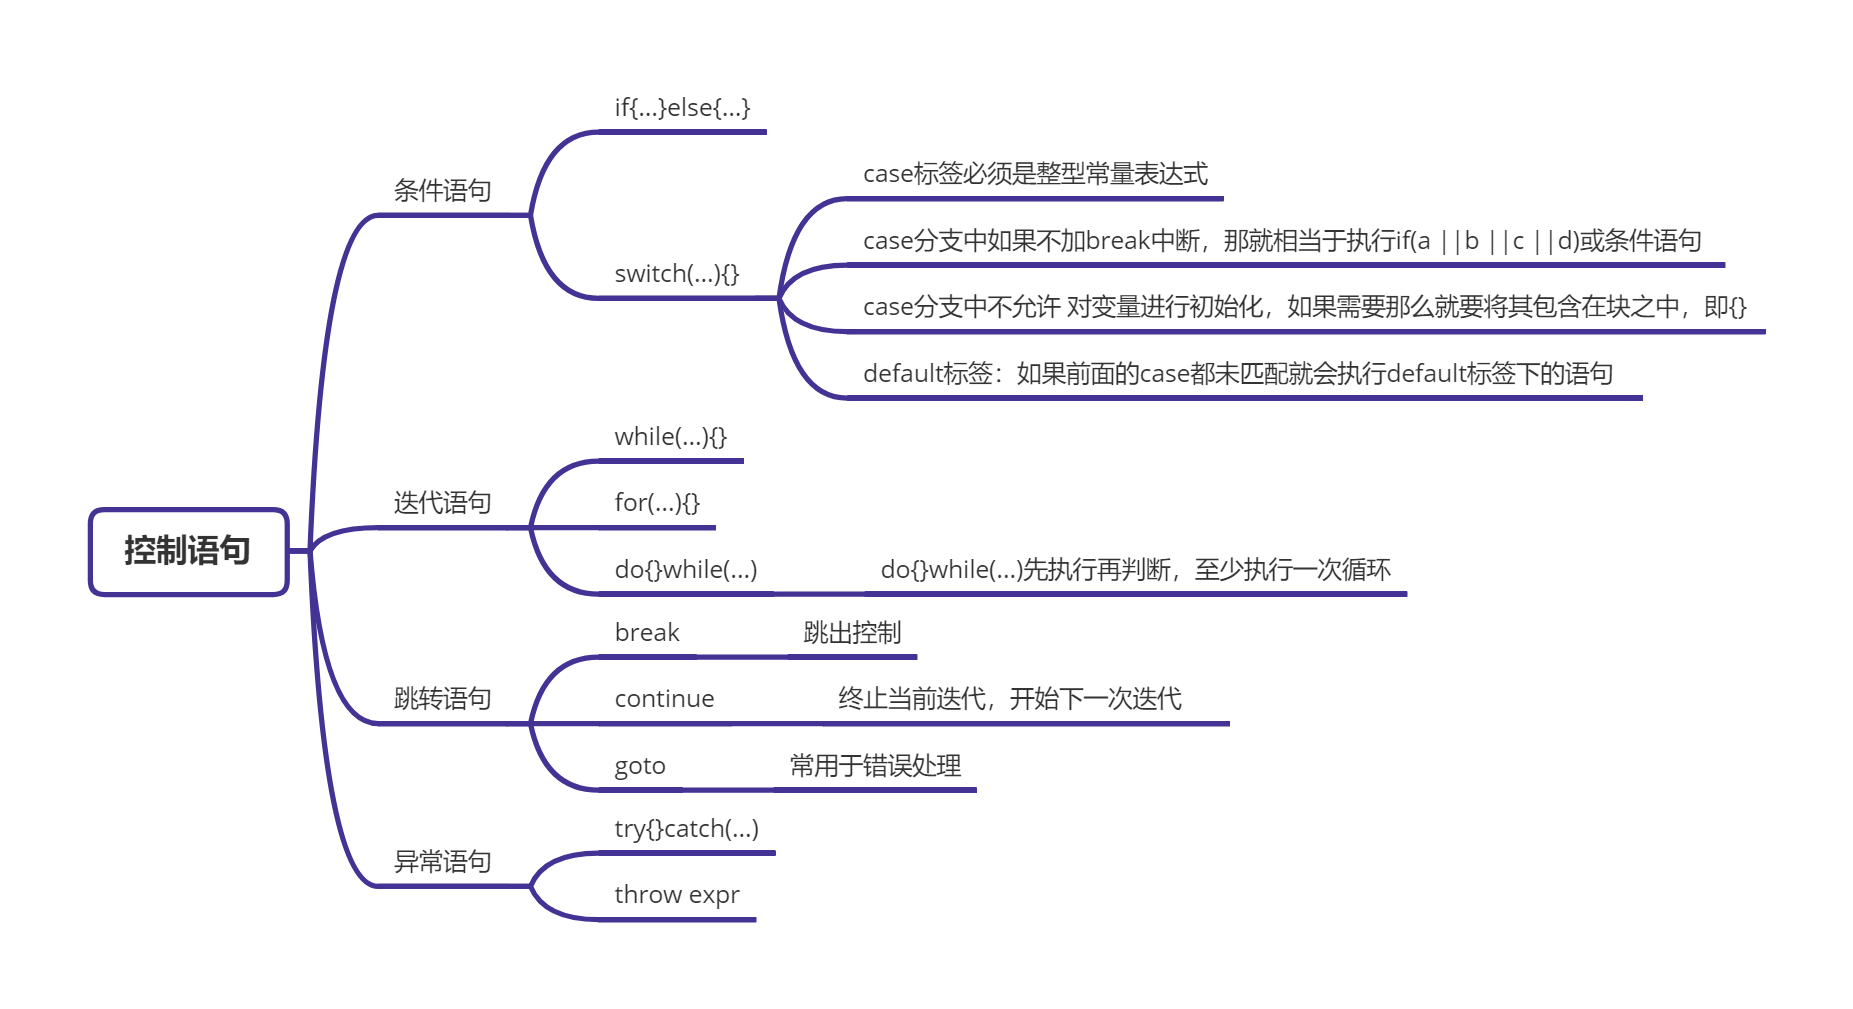 控制语句
条件语句
if{...}else{...}
switch(...){}
case标签必须是整型常量表达式
case分支中如果不加break中断，那就相当于执行if(a ||b ||c ||d)或条件语句
case分支中不允许 对变量进行初始化，如果需要那么就要将其包含在块之中，即{}
default标签：如果前面的case都未匹配就会执行default标签下的语句
迭代语句
while(...){}
for(...){}
do{}while(...)
do{}while(...)先执行再判断，至少执行一次循环
跳转语句
break
跳出控制
continue
终止当前迭代，开始下一次迭代
goto
常用于错误处理
异常语句
try{}catch(...)
throw expr